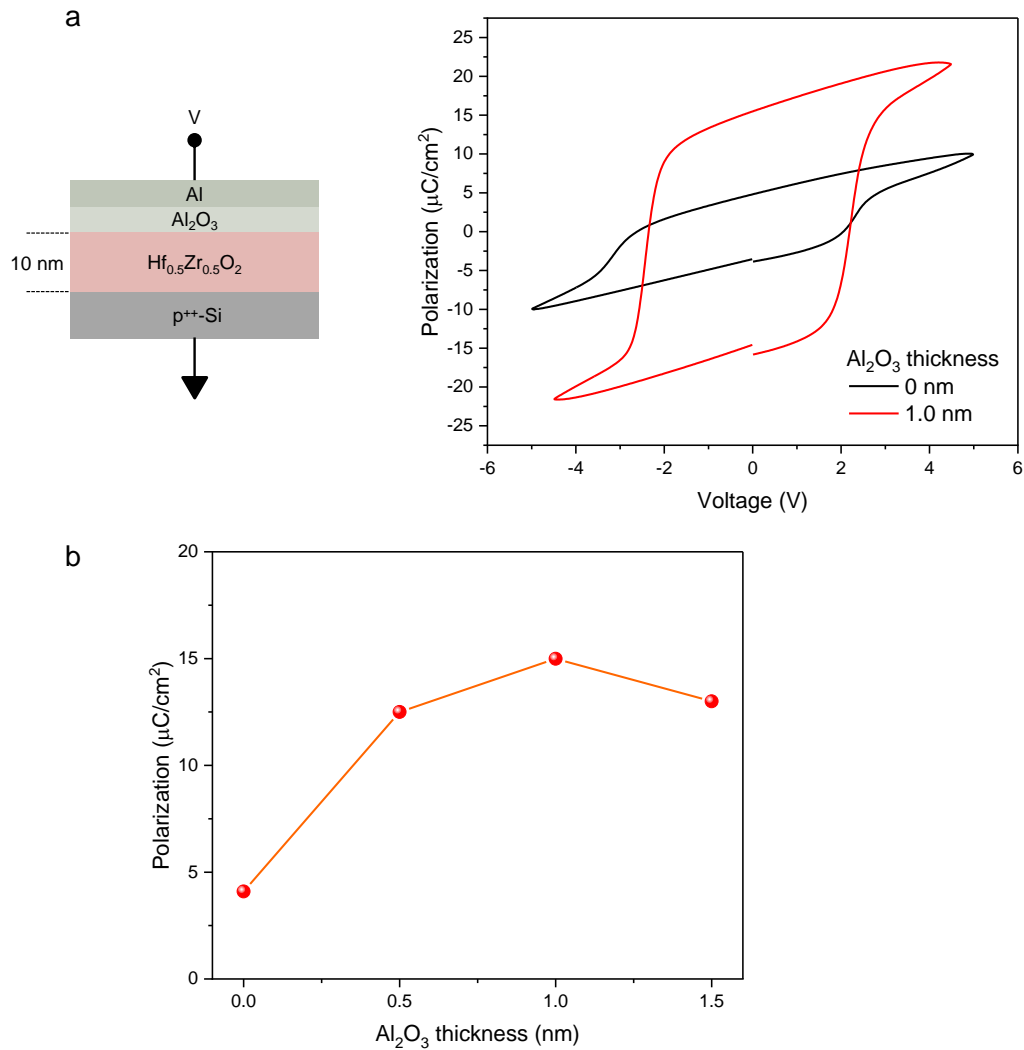 a
V
Al
Al₂O₃
10 nm
Hf₀.₅Zr₀.₅O₂
p⁺⁺-Si
Polarization (μC/cm²)
25
20
15
10
5
0
-5
-10
-15
-20
-25
-6
-4
-2
0
2
4
6
Voltage (V)
Al₂O₃ thickness
0 nm
1.0 nm
b
Polarization (μC/cm²)
20
15
10
5
0
0.0
0.5
1.0
1.5
Al₂O₃ thickness (nm)